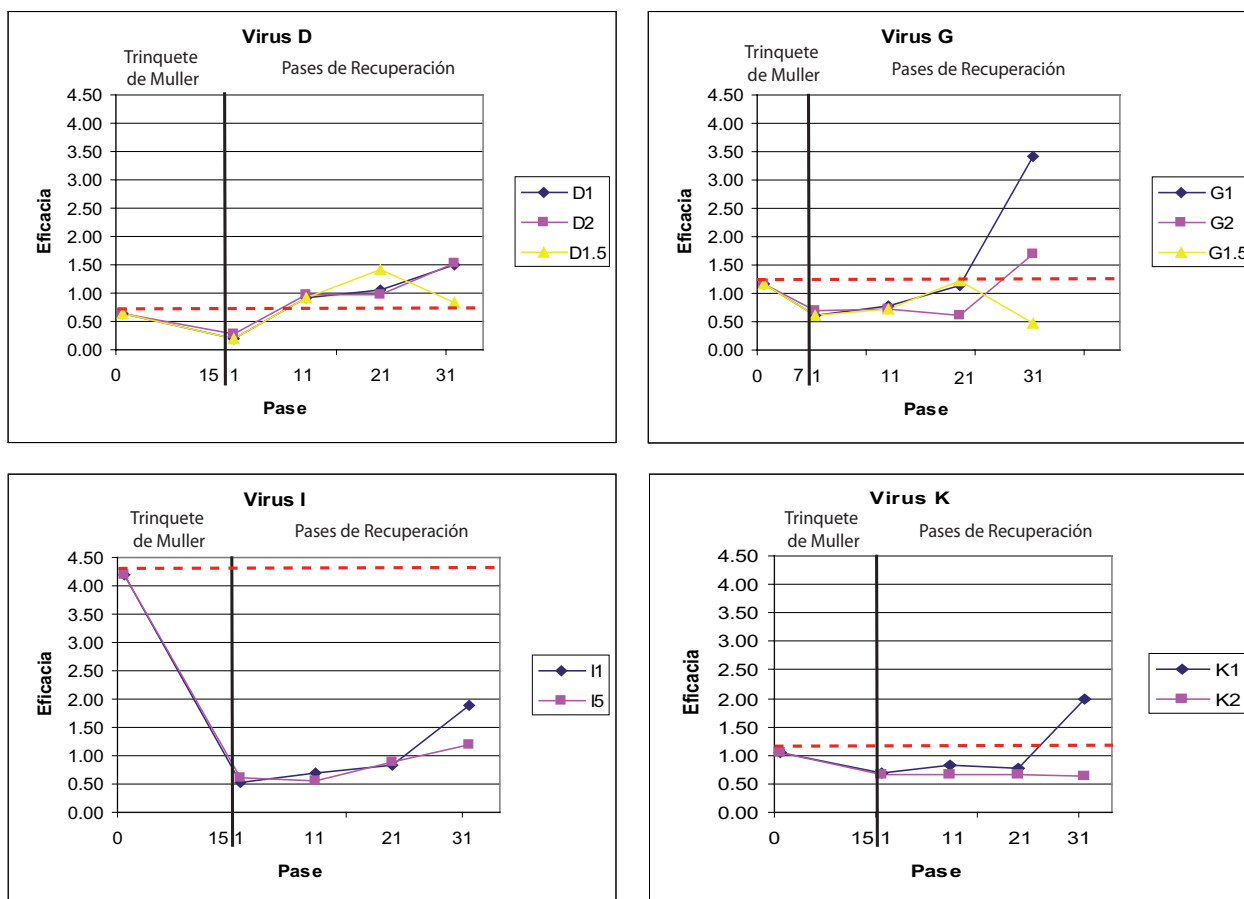 Virus D
Trinquete
de Muller
Pases de Recuperación
4.50
4.00
3.50
3.00
2.50
2.00
1.50
1.00
0.50
0.00
Eficacia
0 15 1 11 21 31
Pase
D1
D2
D1.5
Virus G
Trinquete
de Muller
Pases de Recuperación
4.50
4.00
3.50
3.00
2.50
2.00
1.50
1.00
0.50
0.00
Eficacia
0 7 1 11 21 31
Pase
G1
G2
G1.5
Virus I
Trinquete
de Muller
Pases de Recuperación
4.50
4.00
3.50
3.00
2.50
2.00
1.50
1.00
0.50
0.00
Eficacia
0 15 1 11 21 31
Pase
I1
I5
Virus K
Trinquete
de Muller
Pases de Recuperación
4.50
4.00
3.50
3.00
2.50
2.00
1.50
1.00
0.50
0.00
Eficacia
0 15 1 11 21 31
Pase
K1
K2